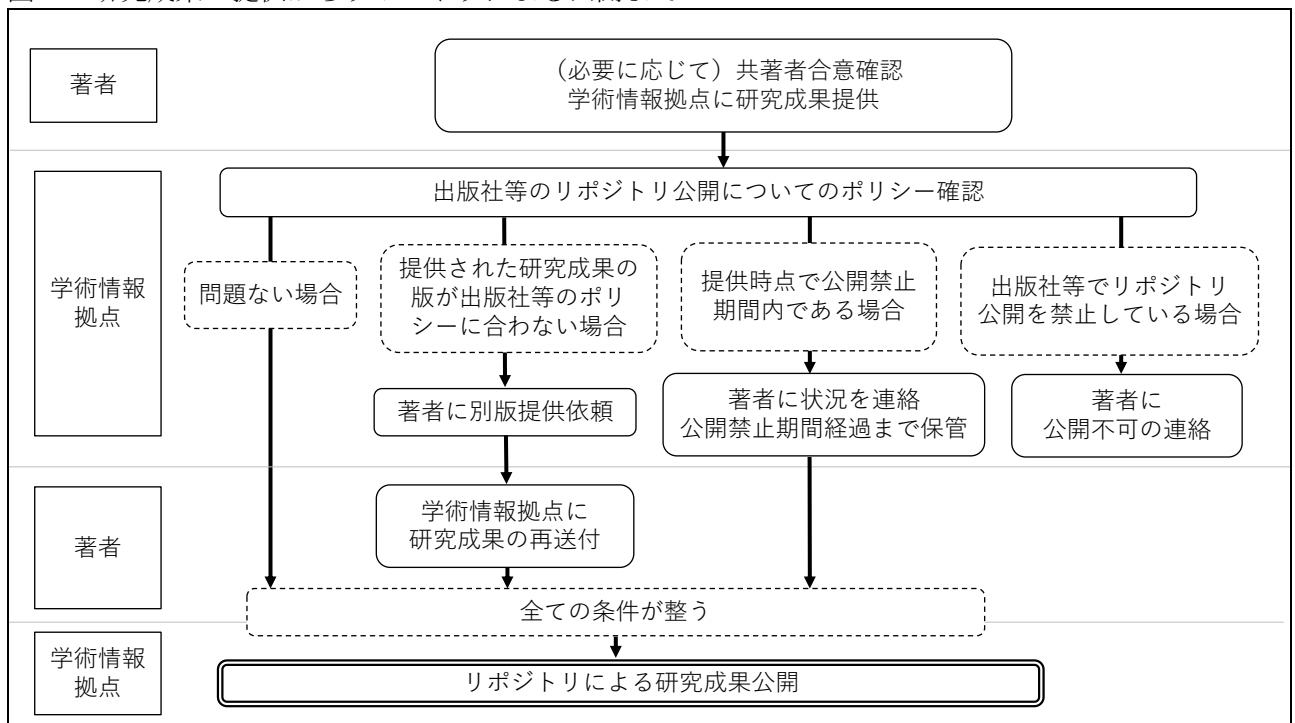 著者
（必要に応じて）共著者合意確認
学術情報拠点に研究成果提供
学術情報
拠点
出版社等のリポジトリ公開についてのポリシー確認
問題ない場合
提供された研究成果の
版が出版社等のポリ
シーに合わない場合
提供時点で公開禁止
期間内である場合
出版社等でリポジトリ
公開を禁止している場合
著者に別版提供依頼
著者に状況を連絡
公開禁止期間経過まで保管
著者に
公開不可の連絡
著者
学術情報拠点に
研究成果の再送付
全ての条件が整う
学術情報
拠点
リポジトリによる研究成果公開